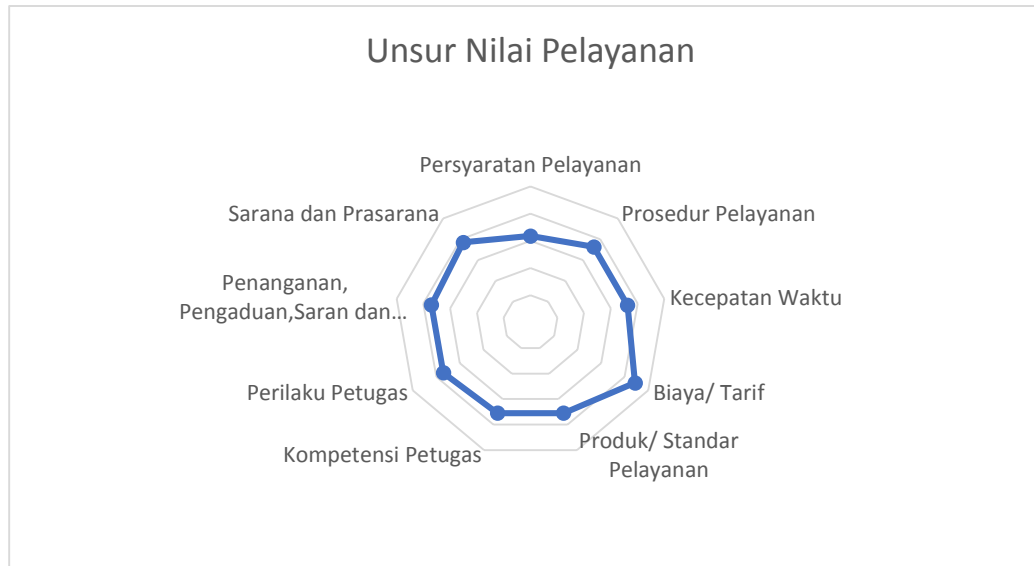 Unsur Nilai Pelayanan
Persyaratan Pelayanan
Prosedur Pelayanan
Kecepatan Waktu
Biaya/ Tarif
Produk/ Standar
Pelayanan
Kompetensi Petugas
Perilaku Petugas
Penanganan,
Pengaduan,Saran dan...
Sarana dan Prasarana